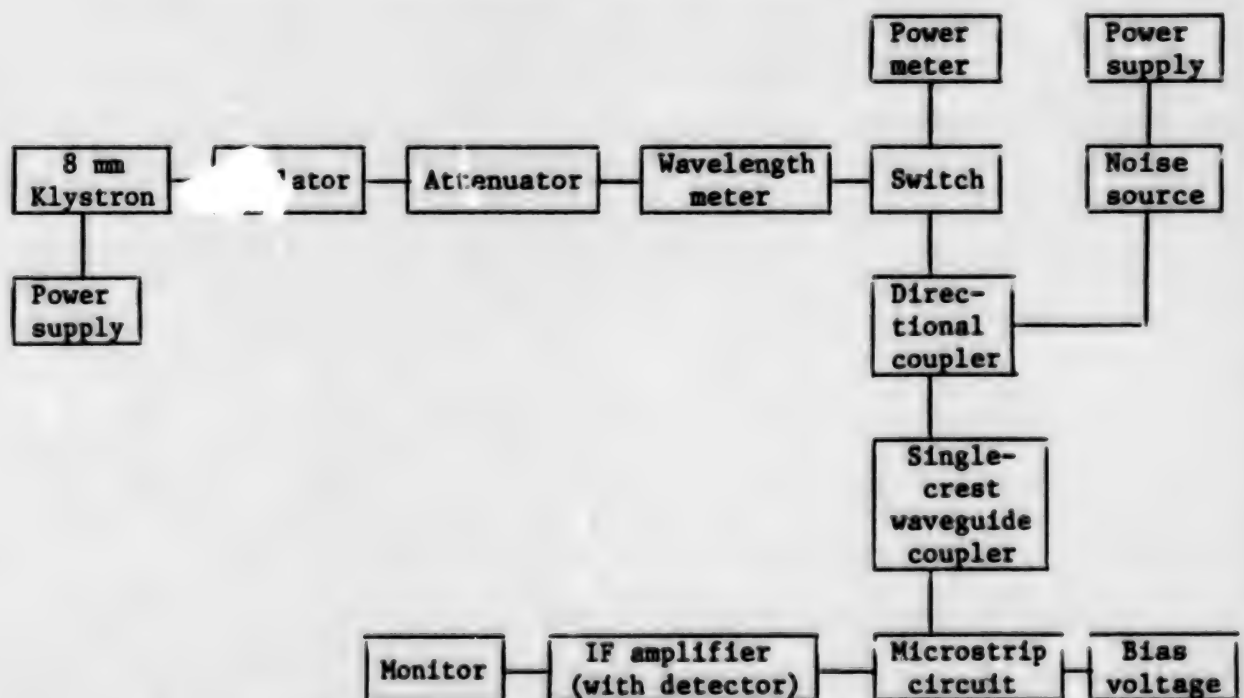 Power
meter
Power
supply
8 mm
Klystron
Attenuator
Wavelength
meter
Switch
Noise
source
Power
supply
Direc-
tional
coupler
Single-
crest
waveguide
coupler
Monitor
IF amplifier
(with detector)
Microstrip
circuit
Bias
voltage